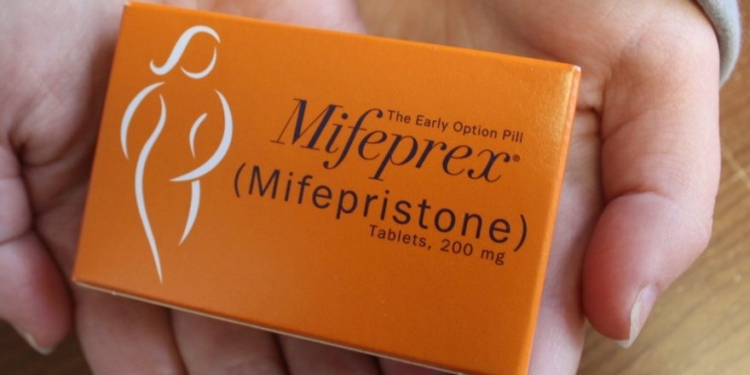 The Early Option Pill
Mifeprex®
(Mifepristone)
Tablets, 200 mg